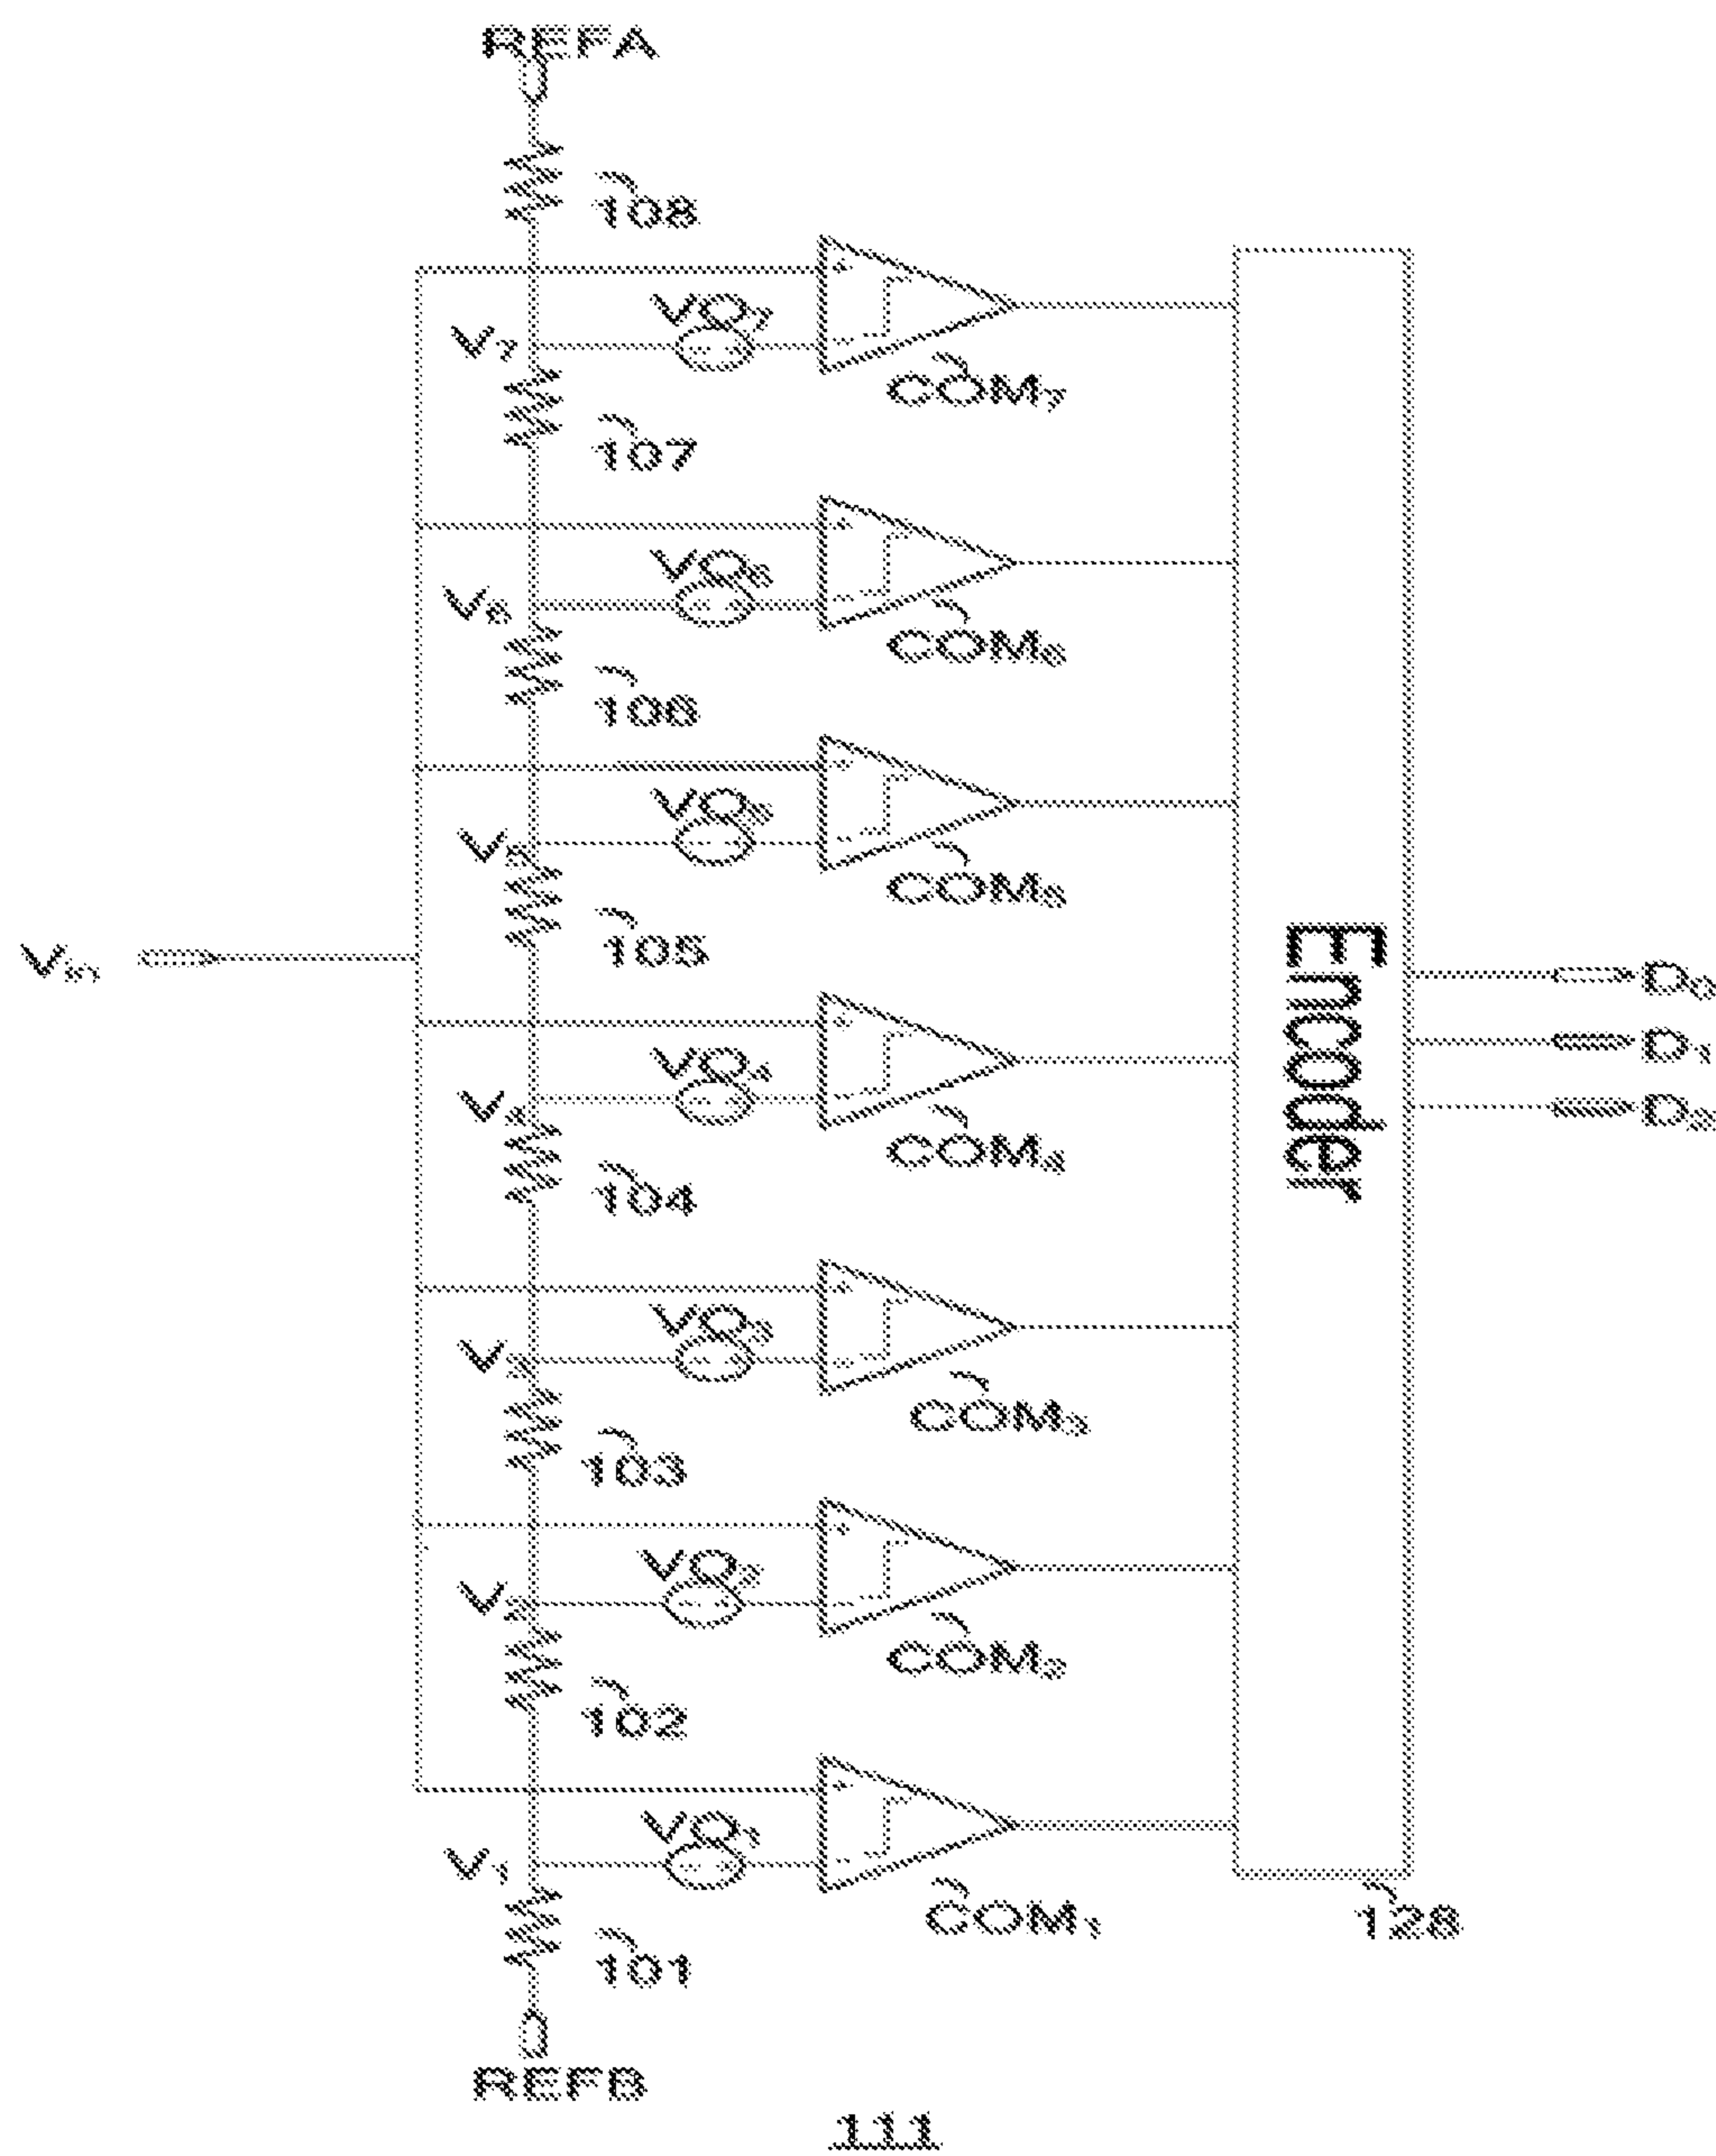 REFA
108
VO₇
V₇
COM₇
107
VO₆
V₆
COM₆
106
VO₅
V₅
COM₅
105
Vin
Encoder
D₀
D₁
D₂
VO₄
V₄
COM₄
104
VO₃
V₃
COM₃
103
VO₂
V₂
COM₂
102
VO₁
V₁
COM₁
128
101
REFB
111